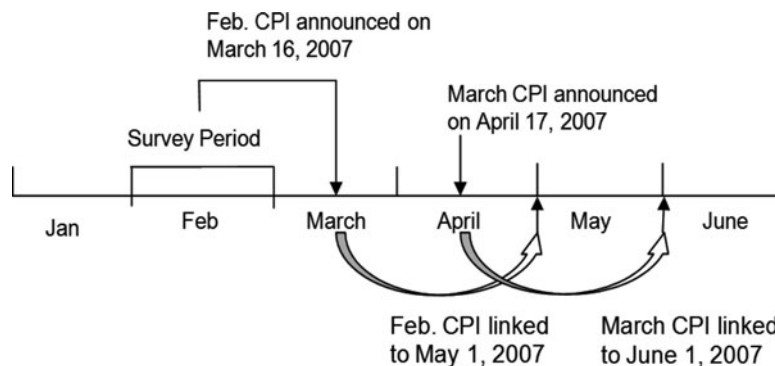 Feb. CPI announced on
March 16, 2007
March CPI announced
on April 17, 2007
Survey Period
Jan
Feb
March
April
May
June
Feb. CPI linked
to May 1, 2007
March CPI linked
to June 1, 2007